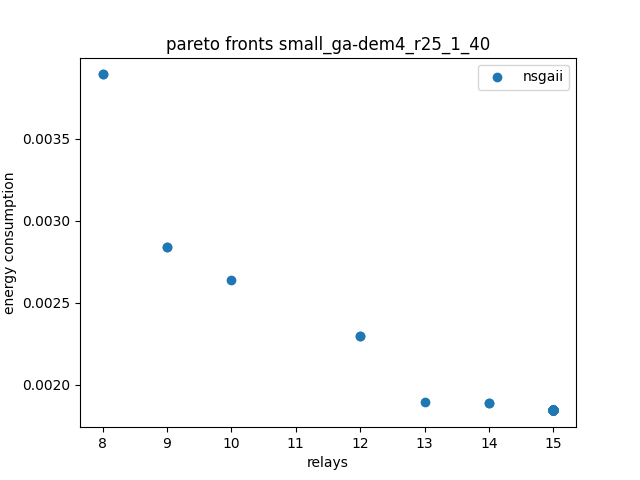 pareto fronts small_ga-dem4_r25_1_40
nsgaii
energy consumption
0.0035
0.0030
0.0025
0.0020
8 9 10 11 12 13 14 15
relays